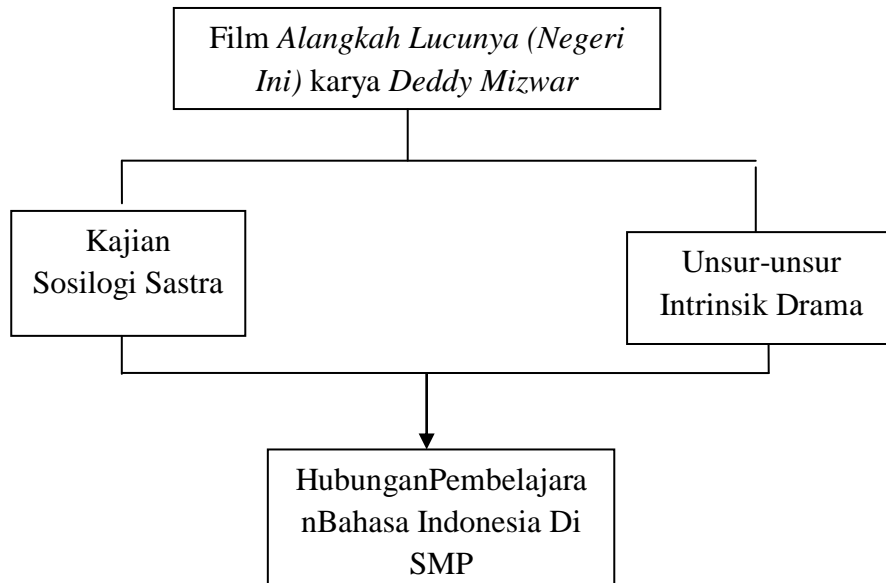 Film Alangkah Lucunya (Negeri
Ini) karya Deddy Mizwar
Kajian
Sosilogi Sastra
Unsur-unsur
Intrinsik Drama
HubunganPembelajara
nBahasa Indonesia Di
SMP